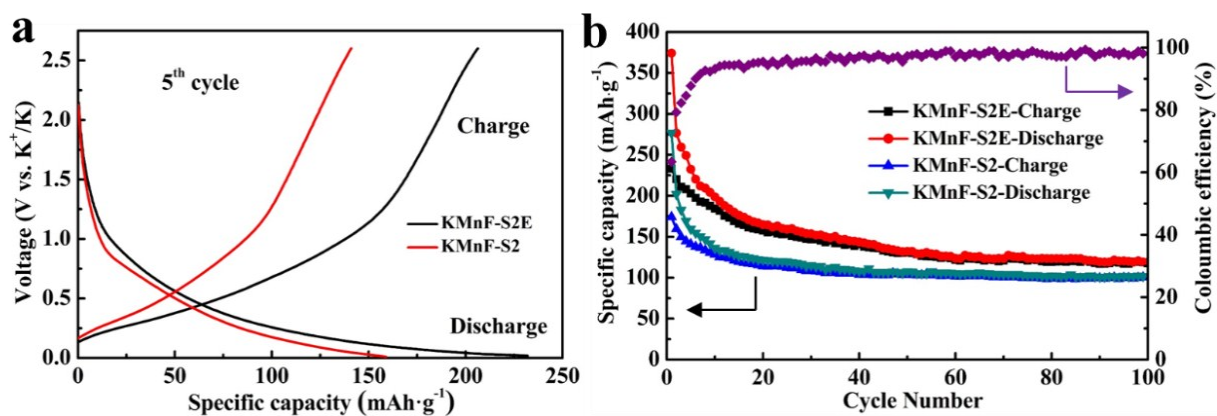 a
5th cycle
Charge
KMnF-S2E
KMnF-S2
Discharge
Voltage (V vs. K+/K)
2.5
2.0
1.5
1.0
0.5
0.0
0 50 100 150 200 250
Specific capacity (mAh·g-1)
b
KMnF-S2E-Charge
KMnF-S2E-Discharge
KMnF-S2-Charge
KMnF-S2-Discharge
Specific capacity (mAh·g-1)
400
350
300
250
200
150
100
50
0
0 20 40 60 80 100
Cycle Number
100
80
60
40
20
0
Coloumbic efficiency (%)